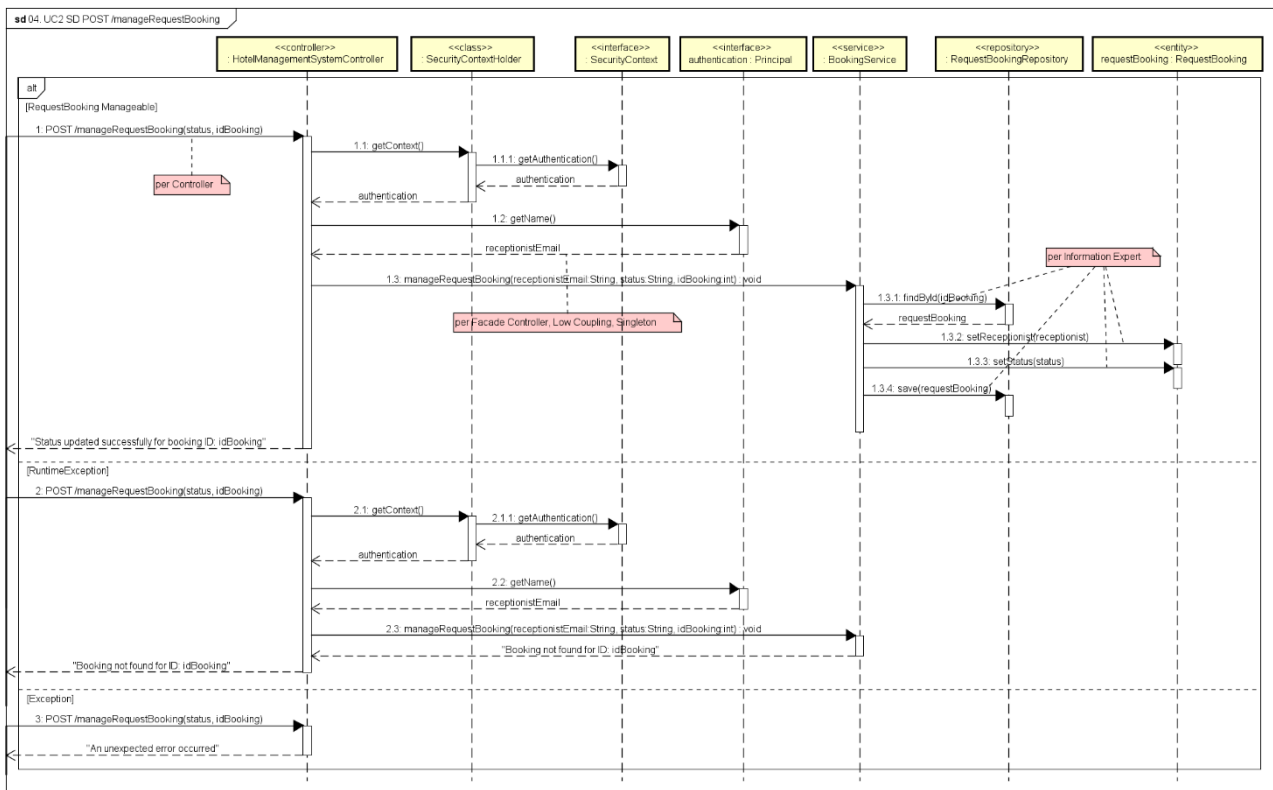 sd 04. UC2 SD POST /manageRequestBooking
<<controller>>
: HotelManagementSystemController
<<class>>
: SecurityContextHolder
<<interface>>
: SecurityContext
<<interface>>
authentication : Principal
<<service>>
: BookingService
<<repository>>
: RequestBookingRepository
<<entity>>
requestBooking : RequestBooking
alt
[RequestBooking Manageable]
1: POST /manageRequestBooking(status, idBooking)
1.1: getContext()
1.1.1: getAuthentication()
authentication
per Controller
authentication
1.2: getName()
receptionistEmail
per Information Expert
1.3: manageRequestBooking(receptionistEmail:String, status:String, idBooking:int) : void
1.3.1: findById(idBooking)
requestBooking
per Facade Controller, Low Coupling, Singleton
1.3.2: setReceptionist(receptionist)
1.3.3: setStatus(status)
1.3.4: save(requestBooking)
"Status updated successfully for booking ID: idBooking"
[RuntimeException]
2: POST /manageRequestBooking(status, idBooking)
2.1: getContext()
2.1.1: getAuthentication()
authentication
authentication
2.2: getName()
receptionistEmail
2.3: manageRequestBooking(receptionistEmail:String, status:String, idBooking:int) : void
"Booking not found for ID: idBooking"
"Booking not found for ID: idBooking"
[Exception]
3: POST /manageRequestBooking(status, idBooking)
"An unexpected error occurred"